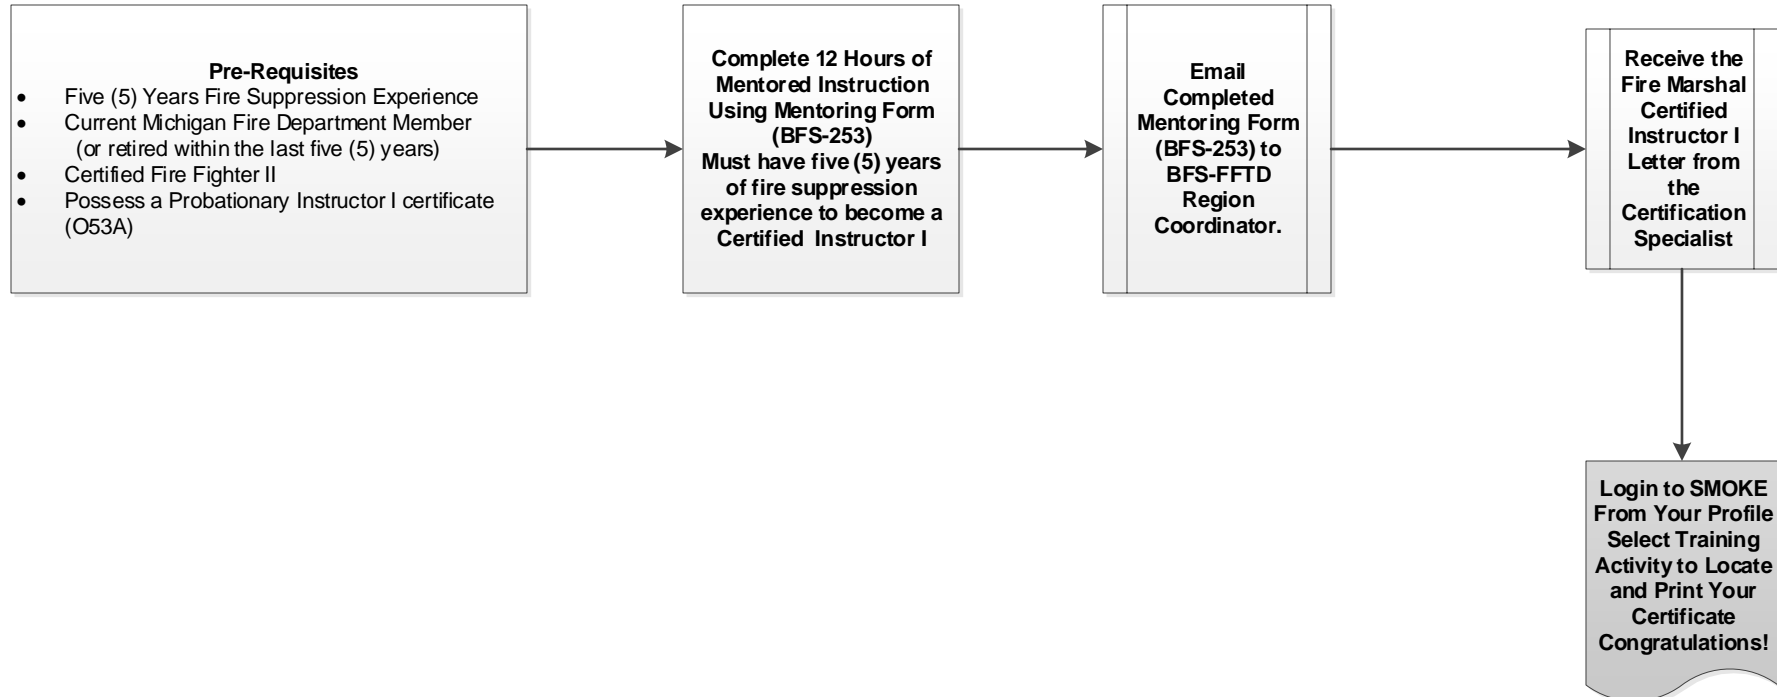 Pre-Requisites
• Five (5) Years Fire Suppression Experience
• Current Michigan Fire Department Member
(or retired within the last five (5) years)
• Certified Fire Fighter II
• Possess a Probationary Instructor I certificate
(O53A)
Complete 12 Hours of
Mentored Instruction
Using Mentoring Form
(BFS-253)
Must have five (5) years
of fire suppression
experience to become a
Certified Instructor I
Email
Completed
Mentoring Form
(BFS-253) to
BFS-FFTD
Region
Coordinator.
Receive the
Fire Marshal
Certified
Instructor I
Letter from
the
Certification
Specialist
Login to SMOKE
From Your Profile
Select Training
Activity to Locate
and Print Your
Certificate
Congratulations!